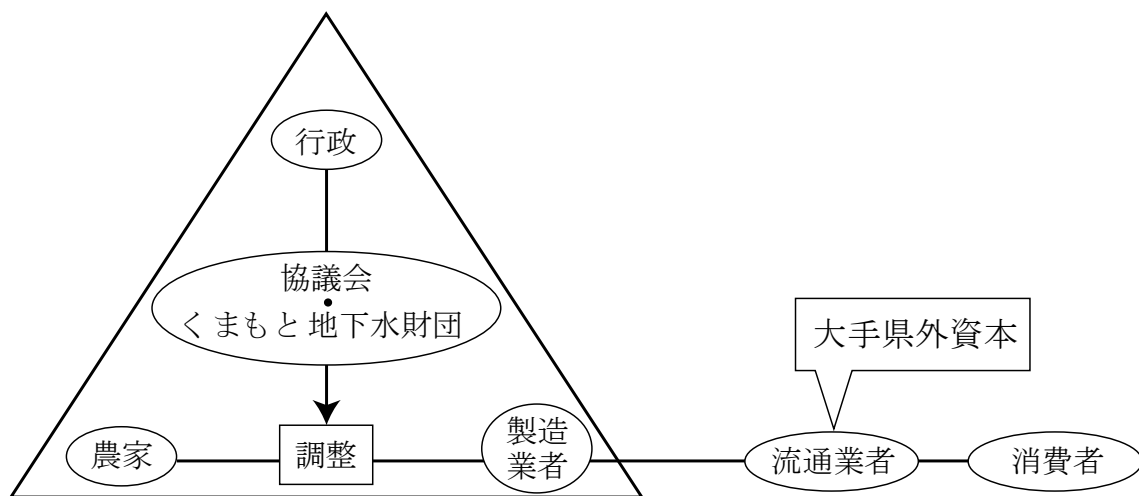 行政
協議会
・
くまもと地下水財団
大手県外資本
農家
調整
製造
業者
流通業者
消費者